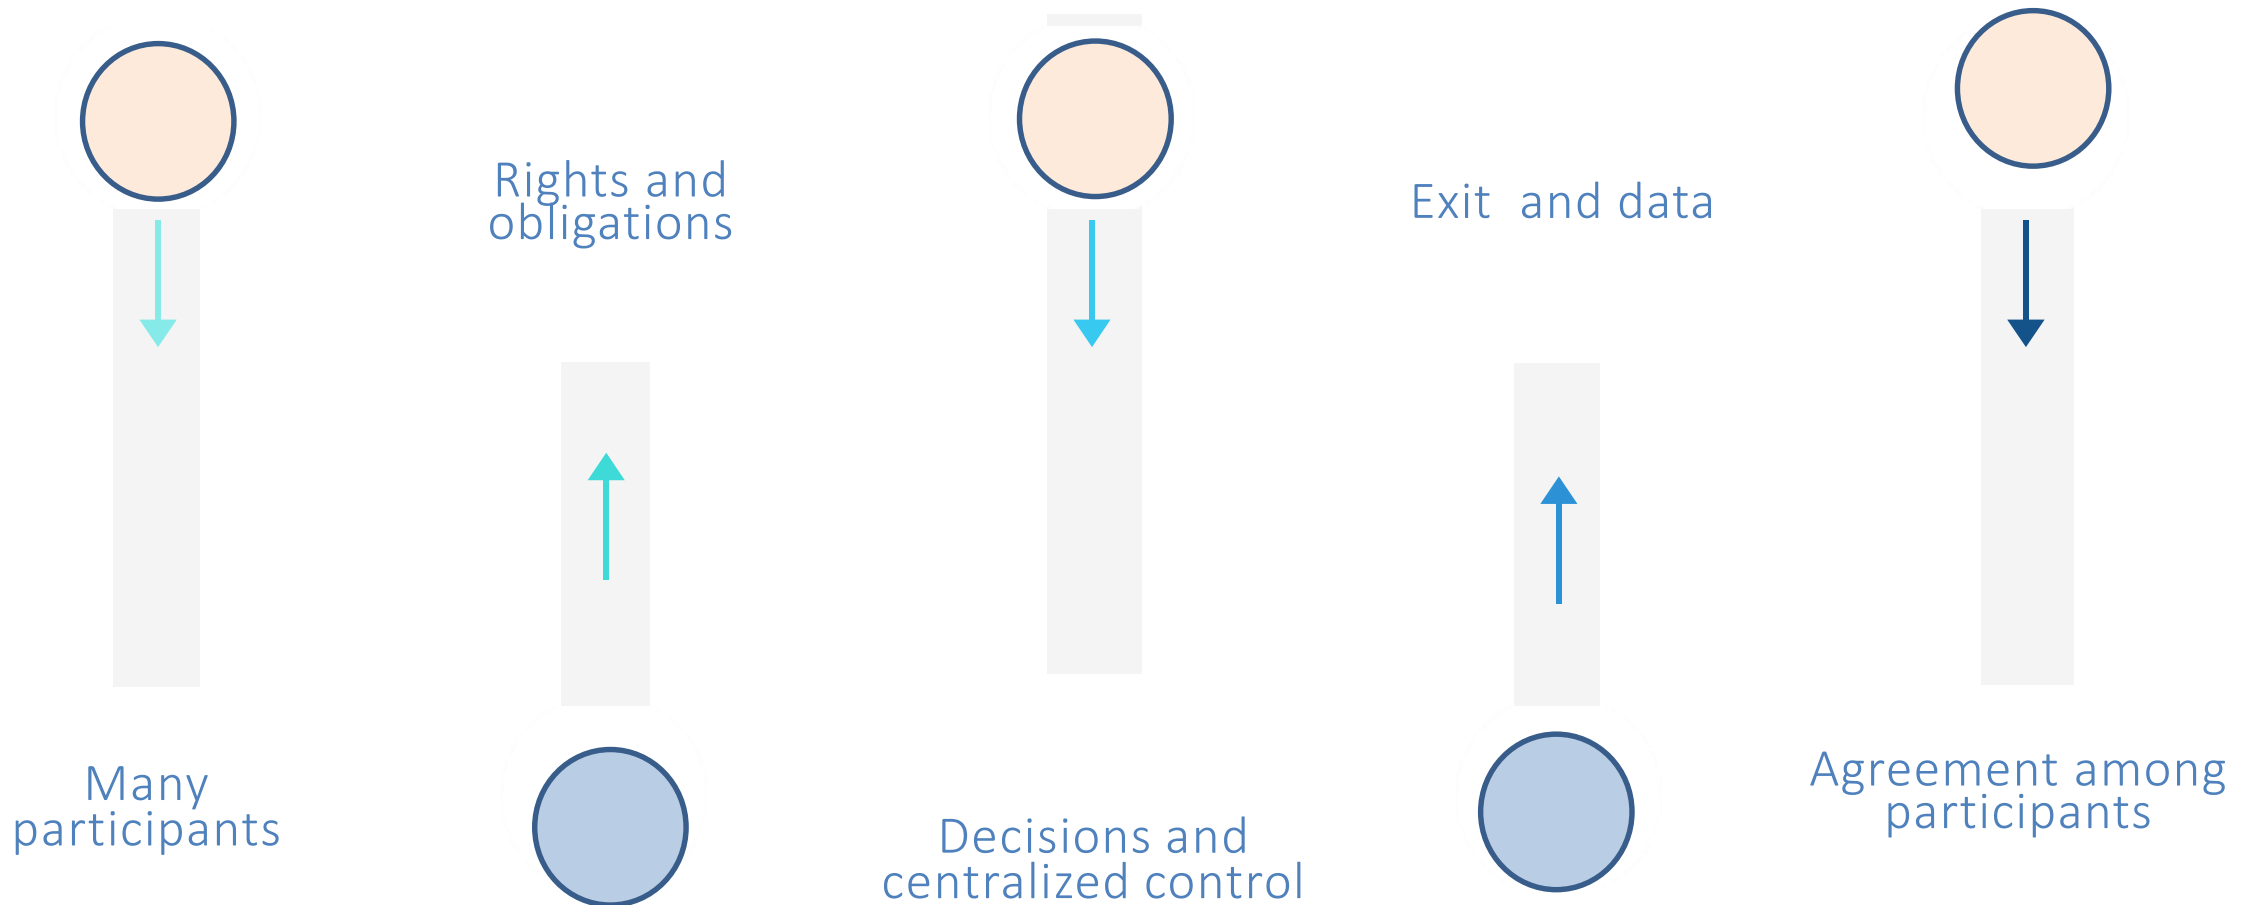 Many
participants
Rights and
obligations
Decisions and
centralized control
Exit  and data
Agreement among
participants